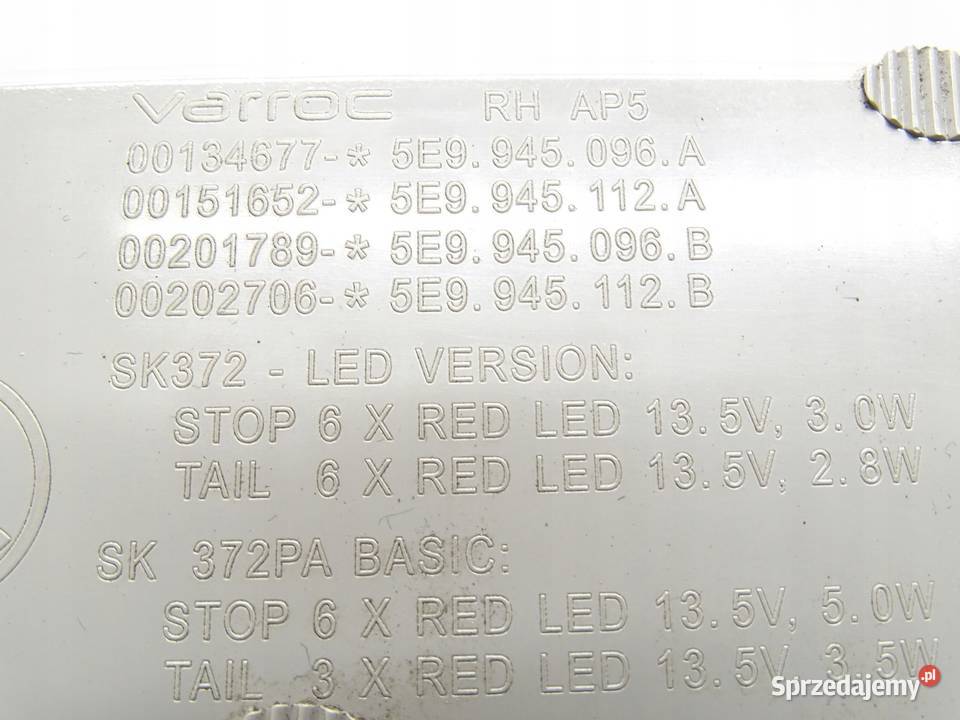 varroc RH AP5
00134677-* 5E9.945.096.A
00151652-* 5E9.945.112.A
00201789-* 5E9.945.096.B
00202706-* 5E9.945.112.B
SK372 - LED VERSION:
STOP 6 X RED LED 13.5V, 3.0W
TAIL 6 X RED LED 13.5V, 2.8W
SK 372PA BASIC:
STOP 6 X RED LED 13.5V, 5.0W
TAIL 3 X RED LED 13.5V, 3.5W
Sprzedajemy.pl